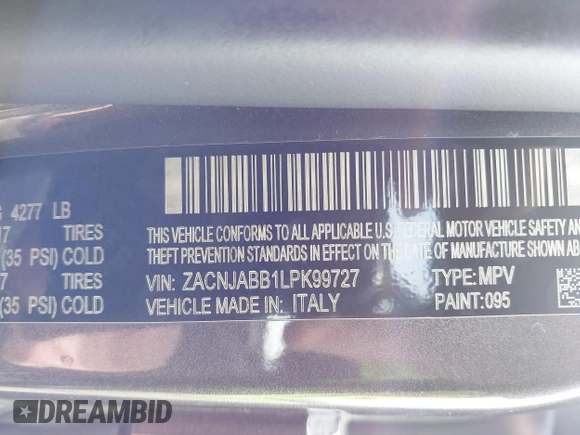 4277 LB
TIRES
(35 PSI) COLD
TIRES
(35 PSI) COLD
THIS VEHICLE CONFORMS TO ALL APPLICABLE U.S. FEDERAL MOTOR VEHICLE SAFETY AND
THEFT PREVENTION STANDARDS IN EFFECT ON THE DATE OF MANUFACTURE SHOWN ABOVE.
VIN: ZACNJABB1LPK99727 TYPE: MPV
VEHICLE MADE IN: ITALY PAINT: 095
DREAMBID